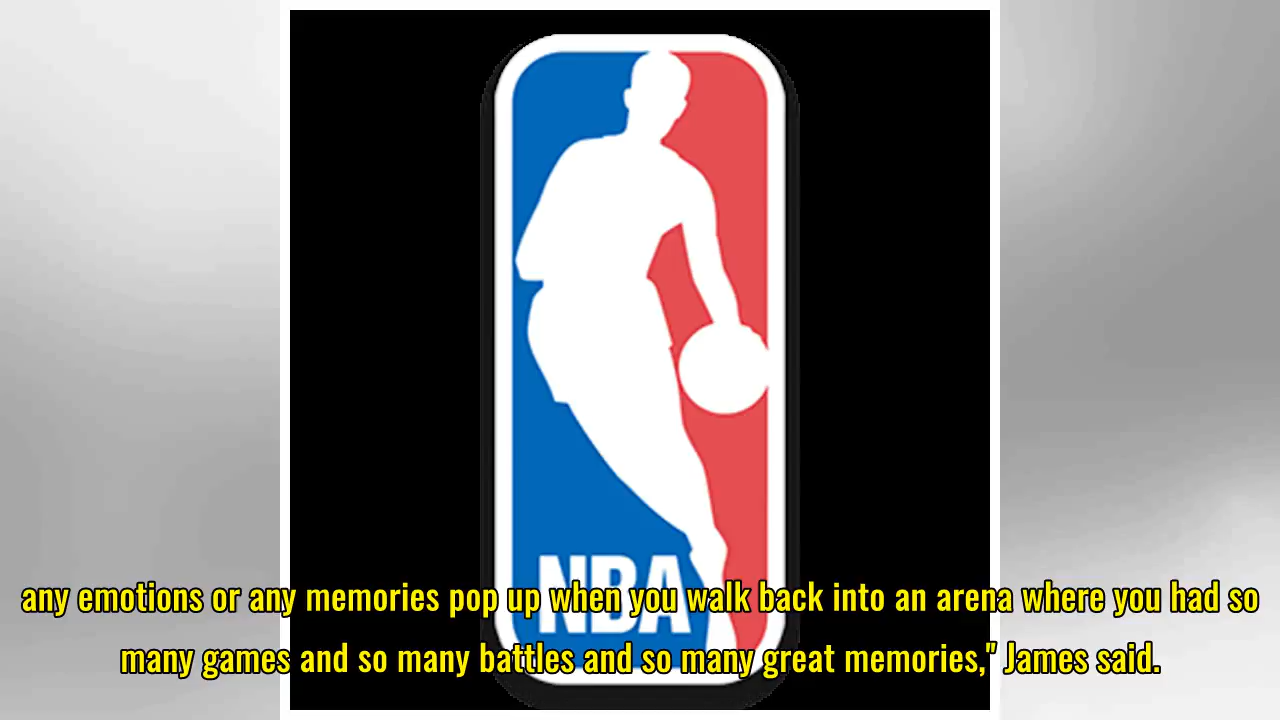 NBA
any emotions or any memories pop up when you walk back into an arena where you had so
many games and so many battles and so many great memories," James said.